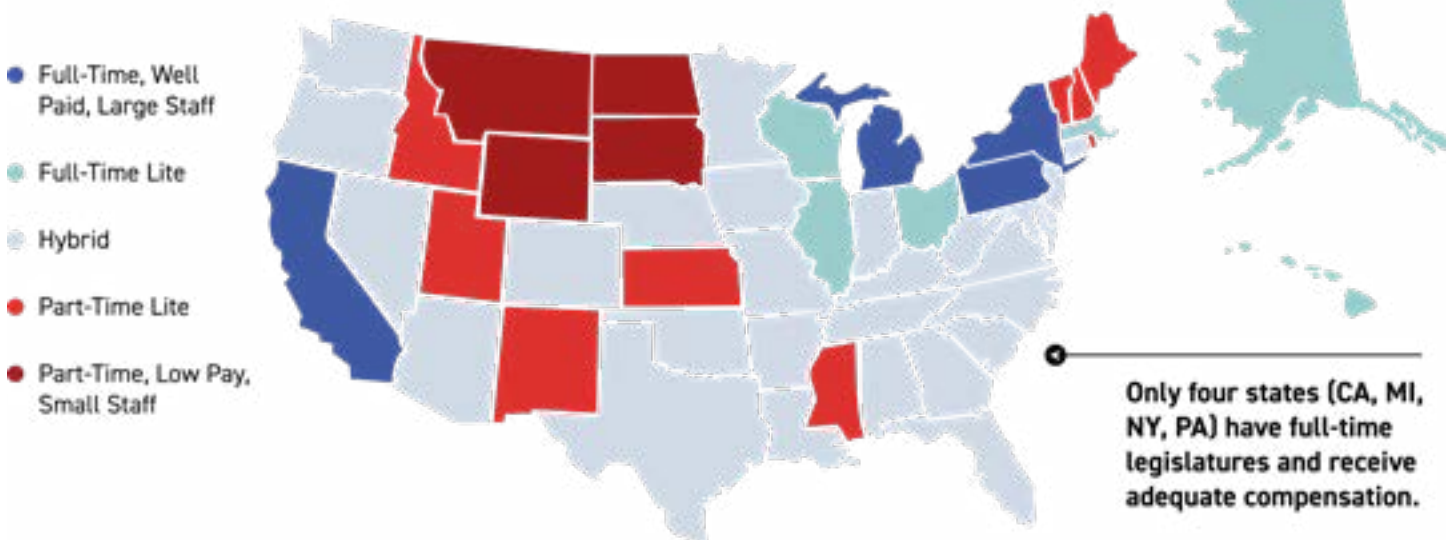 Full-Time, Well
Paid, Large Staff
Full-Time Lite
Hybrid
Part-Time Lite
Part-Time, Low Pay,
Small Staff
Only four states (CA, MI,
NY, PA) have full-time
legislatures and receive
adequate compensation.